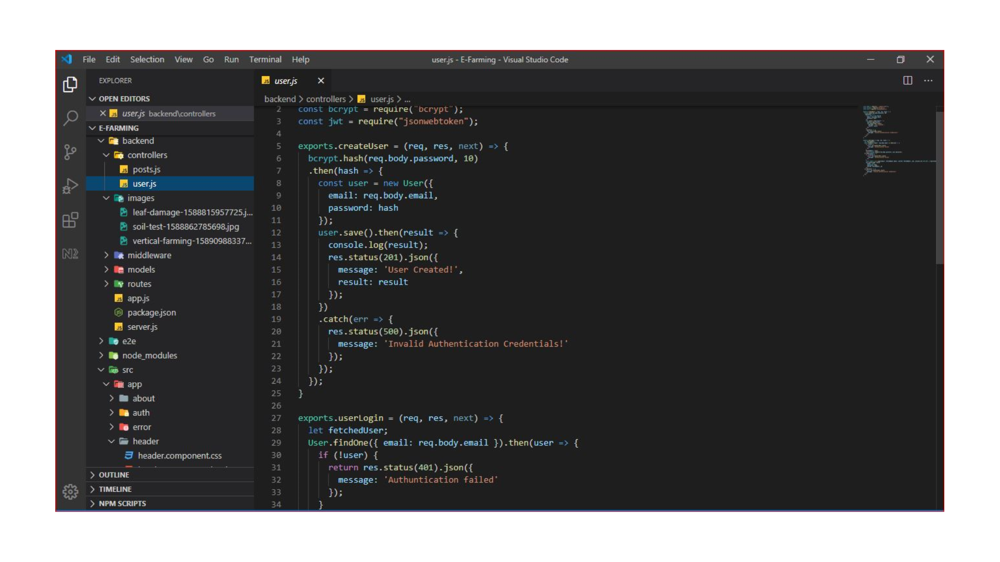 File Edit Selection View Go Run Terminal Help
user.js - E-Farming - Visual Studio Code
EXPLORER
OPEN EDITORS
user.js backend\controllers
E-FARMING
backend
controllers
posts.js
user.js
images
leaf-damage-1588815957725.j...
soil-test-1588862785698.jpg
vertical-farming-15890988337...
middleware
models
routes
app.js
package.json
server.js
e2e
node_modules
src
app
about
auth
error
header
header.component.css
OUTLINE
TIMELINE
NPM SCRIPTS
user.js
backend > controllers > user.js > ...
2 const bcrypt = require("bcrypt");
3 const jwt = require("jsonwebtoken");
4
5 exports.createUser = (req, res, next) => {
6 bcrypt.hash(req.body.password, 10)
7 .then(hash => {
8 const user = new User({
9 email: req.body.email,
10 password: hash
11 });
12 user.save().then(result => {
13 console.log(result);
14 res.status(201).json({
15 message: 'User Created!',
16 result: result
17 });
18 })
19 .catch(err => {
20 res.status(500).json({
21 message: 'Invalid Authentication Credentials!'
22 });
23 });
24 });
25 }
26
27 exports.userLogin = (req, res, next) => {
28 let fetchedUser;
29 User.findOne({ email: req.body.email }).then(user => {
30 if (!user) {
31 return res.status(401).json({
32 message: 'Authuntication failed'
33 });
34 }